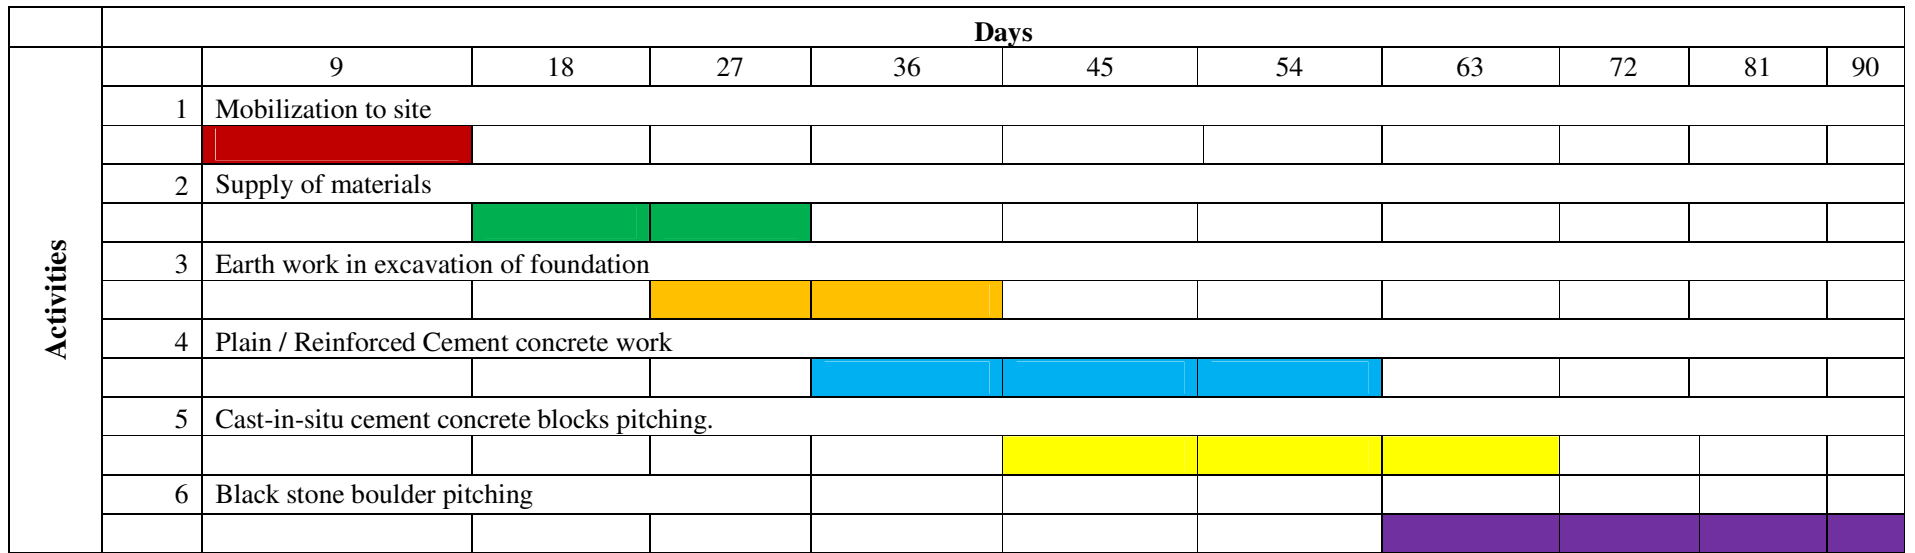 Days
9 18 27 36 45 54 63 72 81 90
Activities
1 Mobilization to site
2 Supply of materials
3 Earth work in excavation of foundation
4 Plain / Reinforced Cement concrete work
5 Cast-in-situ cement concrete blocks pitching.
6 Black stone boulder pitching